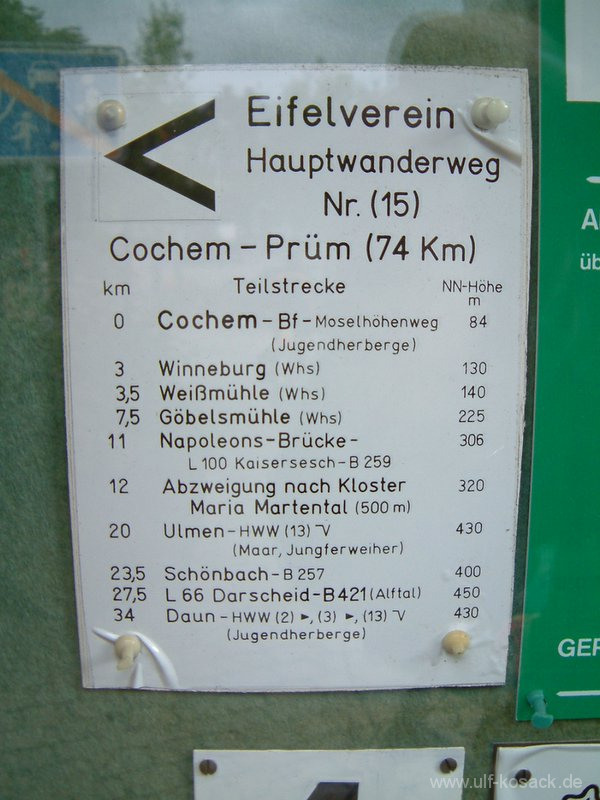 Eifelverein
Hauptwanderweg
Nr. (15)
Cochem – Prüm (74 Km)
km Teilstrecke NN-Höhe
m
0 Cochem – Bf – Moselhöhenweg 84
(Jugendherberge)
3 Winneburg (Whs) 130
3,5 Weißmühle (Whs) 140
7,5 Göbelsmühle (Whs) 225
11 Napoleons-Brücke- 306
L 100 Kaisersesch-B 259
12 Abzweigung nach Kloster 320
Maria Martental (500 m)
20 Ulmen-HWW (13) V 430
(Maar, Jungferweiher)
23,5 Schönbach-B 257 400
27,5 L 66 Darscheid-B421 (Alftal) 450
34 Daun-HWW (2) ►, (3) ►, (13) V 430
(Jugendherberge)
üb
GEF
www.ulf-kosack.de